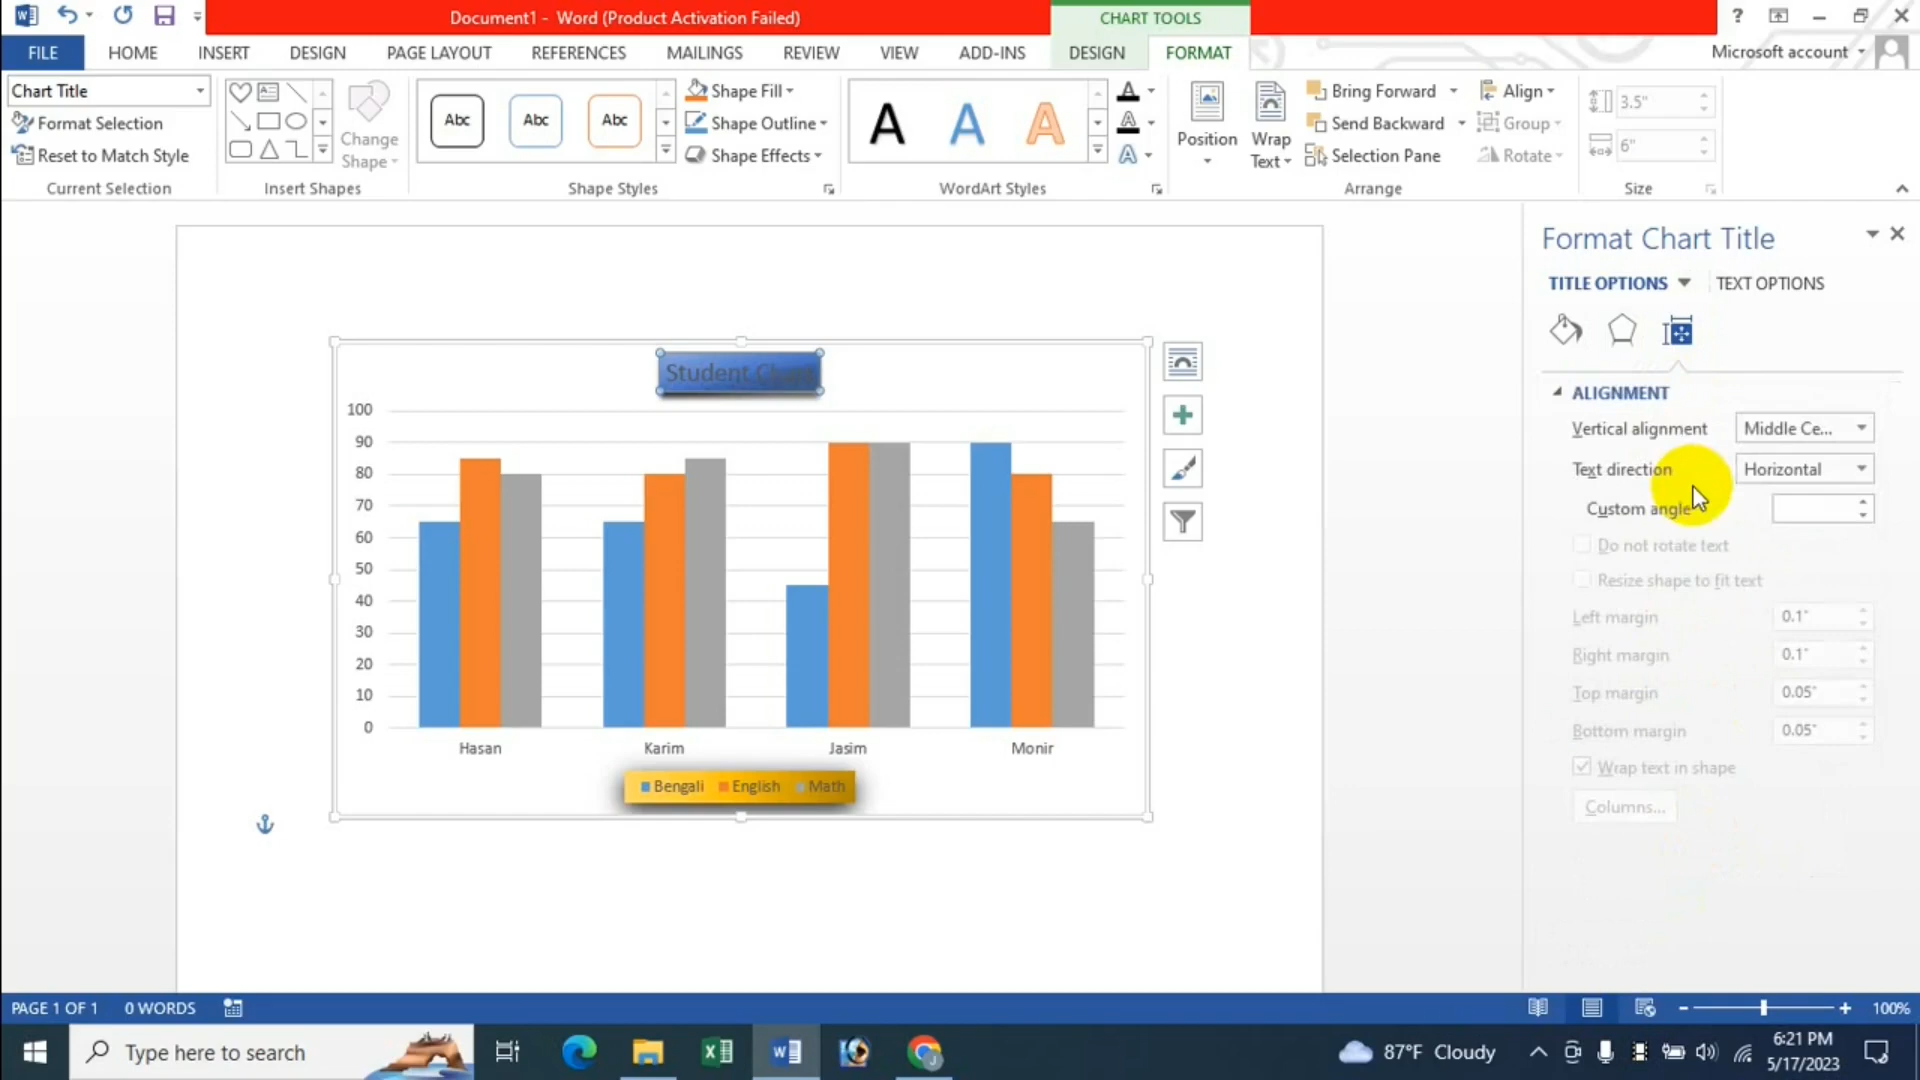 Document1 - Word (Product Activation Failed)
CHART TOOLS
?
FILE HOME INSERT DESIGN PAGE LAYOUT REFERENCES MAILINGS REVIEW VIEW ADD-INS DESIGN FORMAT Microsoft account
Chart Title
Format Selection
Reset to Match Style
Current Selection
Change
Shape
Insert Shapes
Abc Abc Abc
Shape Fill
Shape Outline
Shape Effects
Shape Styles
A A A
A
A
A
WordArt Styles
Position
Wrap
Text
Bring Forward
Send Backward
Selection Pane
Align
Group
Rotate
Arrange
3.5"
6"
Size
Student Chart
100
90
80
70
60
50
40
30
20
10
0
Hasan Karim Jasim Monir
Bengali English Math
Format Chart Title
TITLE OPTIONS TEXT OPTIONS
ALIGNMENT
Vertical alignment Middle Ce...
Text direction Horizontal
Custom angle
Do not rotate text
Resize shape to fit text
Left margin 0.1"
Right margin 0.1"
Top margin 0.05"
Bottom margin 0.05"
Wrap text in shape
Columns...
PAGE 1 OF 1 0 WORDS 100%
Type here to search
87°F Cloudy
6:21 PM
5/17/2023